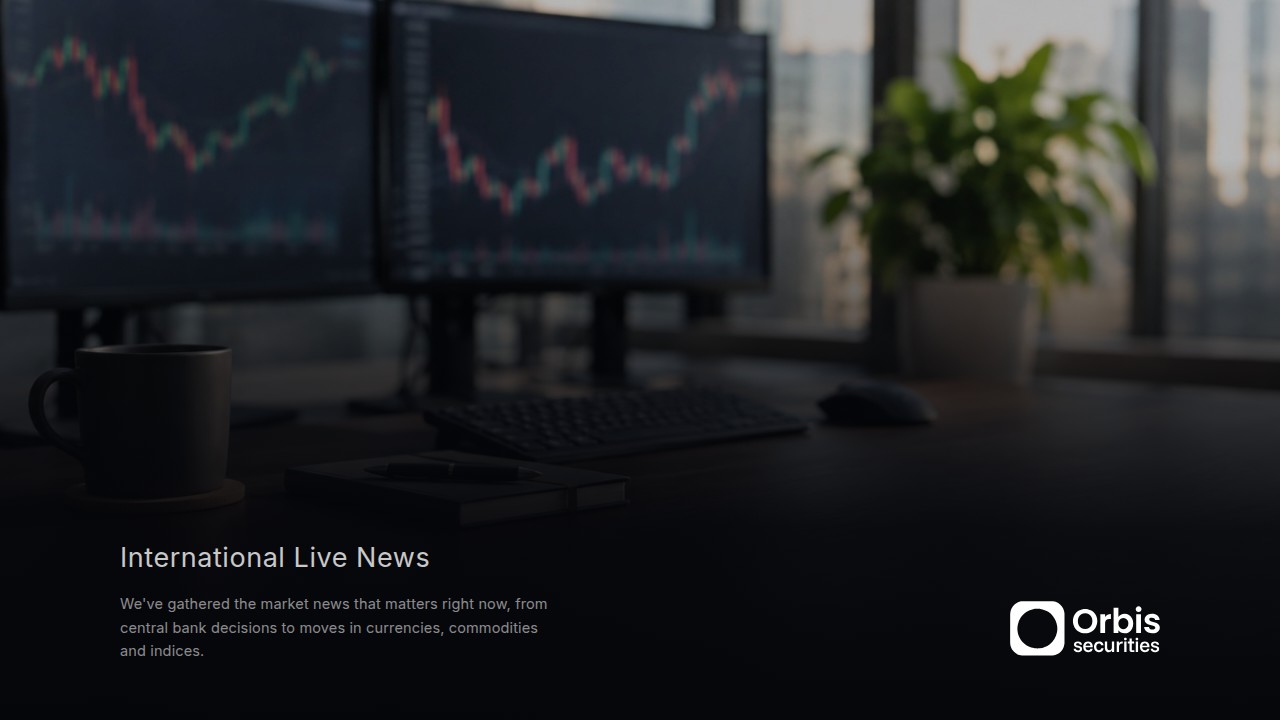 International Live News
We've gathered the market news that matters right now, from
central bank decisions to moves in currencies, commodities
and indices.
Orbis
securities